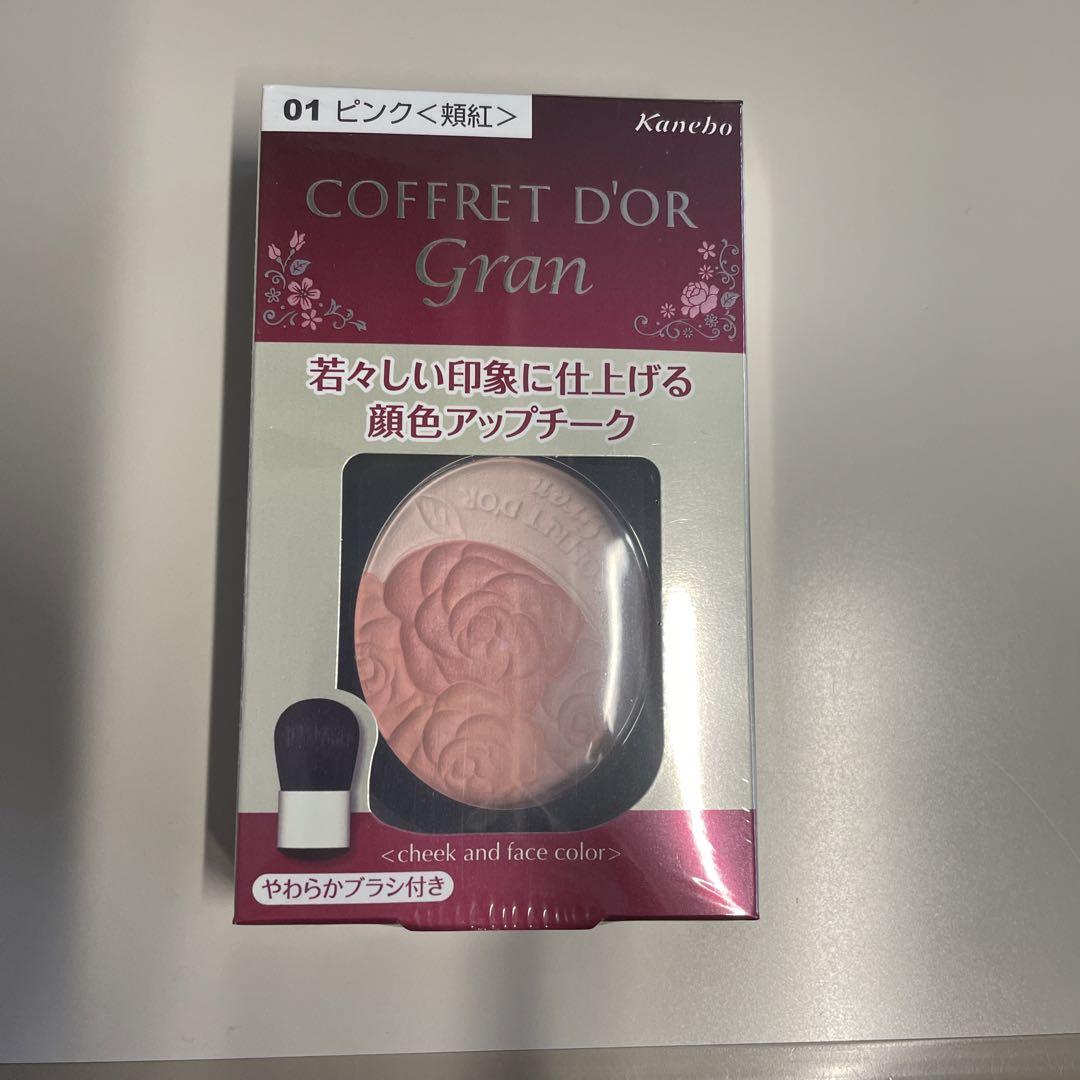 01 ピンク＜頬紅＞
Kanebo
COFFRET D'OR
Gran
若々しい印象に仕上げる
顔色アップチーク
D'OR
<cheek and face color>
やわらかブラシ付き